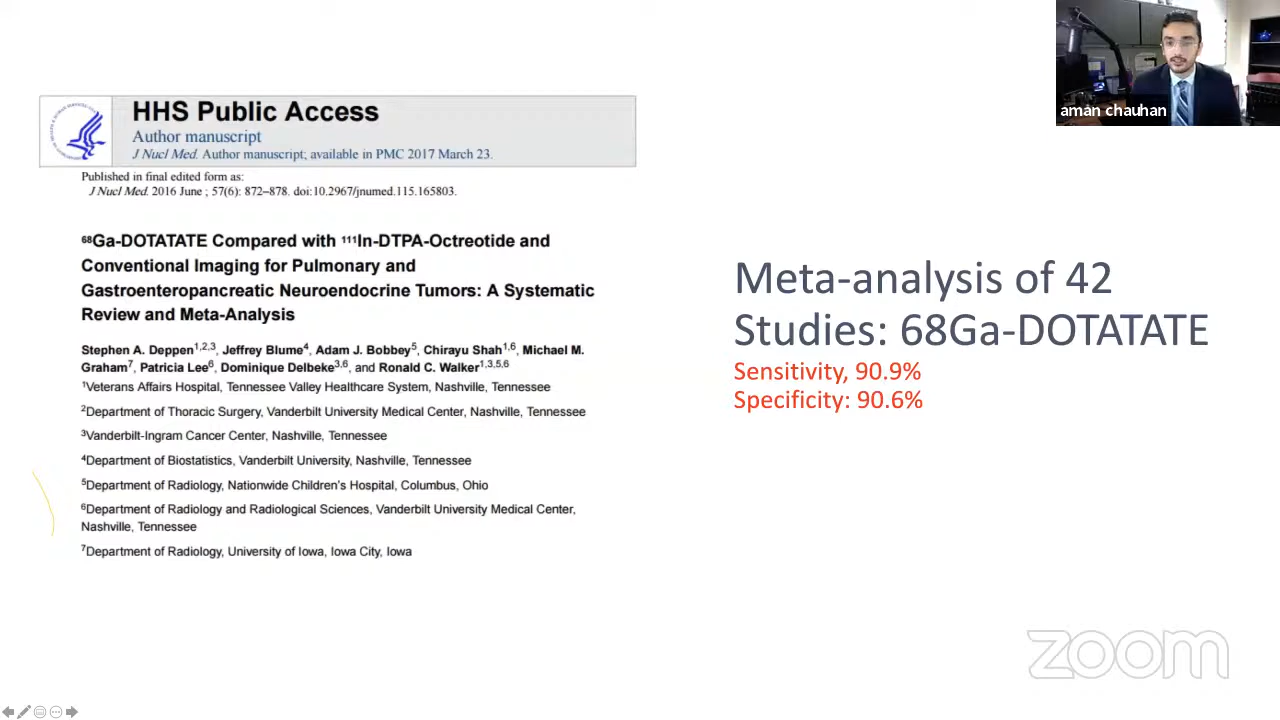 HHS Public Access
Author manuscript
J Nucl Med. Author manuscript; available in PMC 2017 March 23.
Published in final edited form as:
J Nucl Med. 2016 June ; 57(6): 872–878. doi:10.2967/jnumed.115.165803.
⁶⁸Ga-DOTATATE Compared with ¹¹¹In-DTPA-Octreotide and
Conventional Imaging for Pulmonary and
Gastroenteropancreatic Neuroendocrine Tumors: A Systematic
Review and Meta-Analysis
Stephen A. Deppen¹,²,³, Jeffrey Blume⁴, Adam J. Bobbey⁵, Chirayu Shah¹,⁶, Michael M.
Graham⁷, Patricia Lee⁶, Dominique Delbeke³,⁶, and Ronald C. Walker¹,³,⁵,⁶
¹Veterans Affairs Hospital, Tennessee Valley Healthcare System, Nashville, Tennessee
²Department of Thoracic Surgery, Vanderbilt University Medical Center, Nashville, Tennessee
³Vanderbilt-Ingram Cancer Center, Nashville, Tennessee
⁴Department of Biostatistics, Vanderbilt University, Nashville, Tennessee
⁵Department of Radiology, Nationwide Children's Hospital, Columbus, Ohio
⁶Department of Radiology and Radiological Sciences, Vanderbilt University Medical Center,
Nashville, Tennessee
⁷Department of Radiology, University of Iowa, Iowa City, Iowa
Meta-analysis of 42
Studies: 68Ga-DOTATATE
Sensitivity, 90.9%
Specificity: 90.6%
aman chauhan
zoom